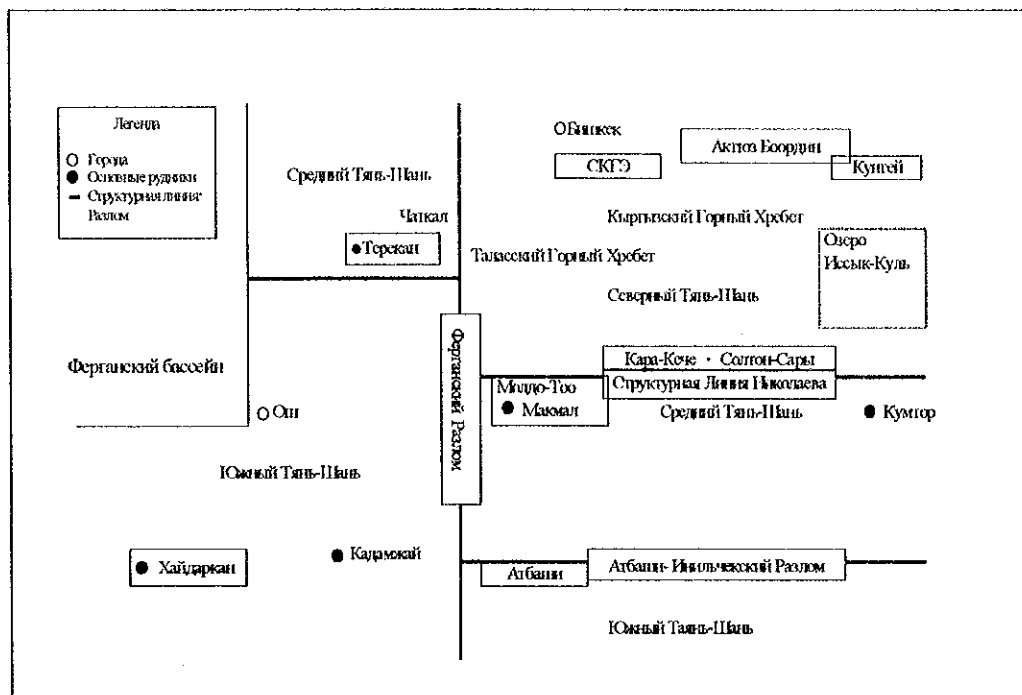 Легенда
Города
Основные рудники
Структурная линия
Разлом
Средний Тянь-Шань
Чаткал
Терекан
Бишкек
СКГЭ
Актюз Боордин
Кунгей
Кыргызский Горный Хребет
Таласский Горный Хребет
Озеро
Иссык-Куль
Северный Тянь-Шань
Ферганский бассейн
Ош
Ферганский Разлом
Кара-Кече · Солтон-Сары
Структурная Линия Николаева
Молдо-Тоо
Макмал
Средний Тянь-Шань
Кумтор
Южный Тянь-Шань
Хайдаркан
Кадамжай
Атбаши
Атбаши- Инильчекский Разлом
Южный Таянь-Шань